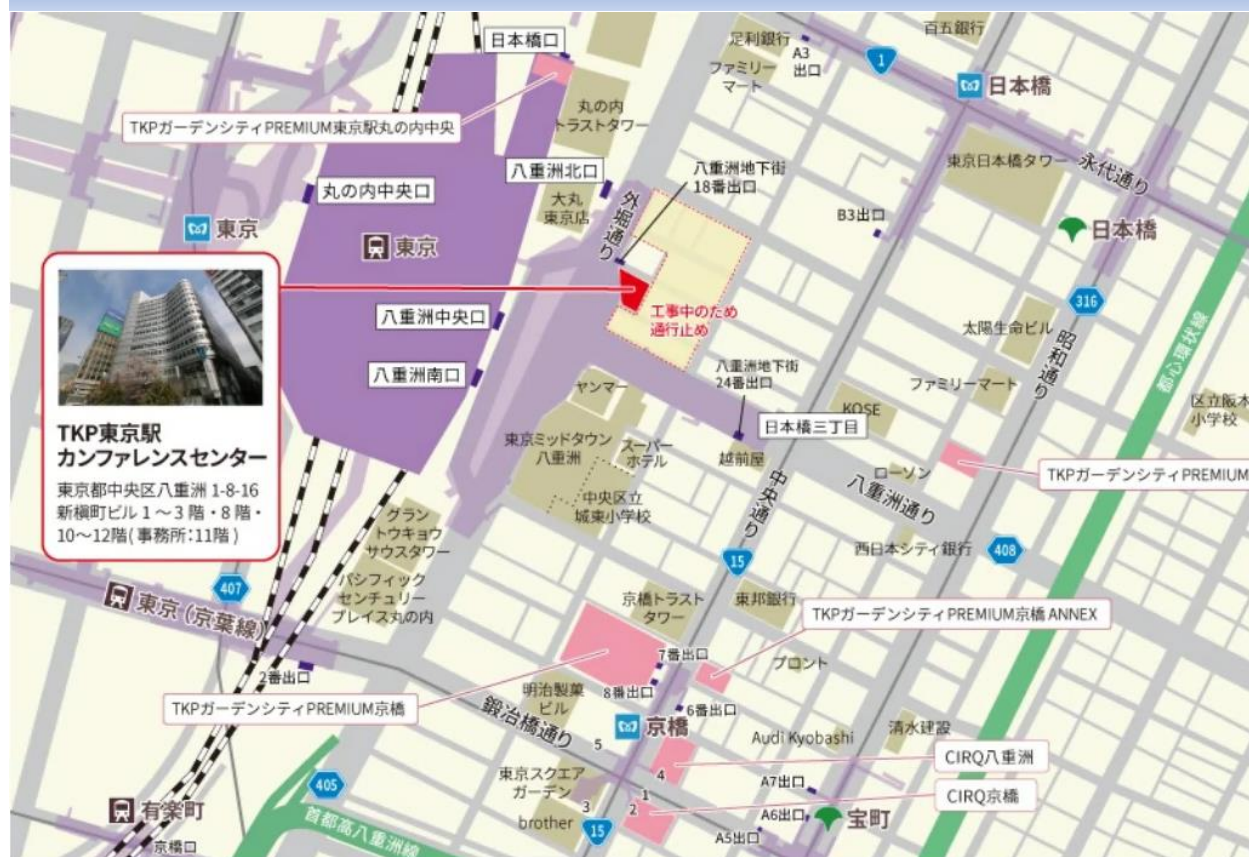 日本橋口
足利銀行
A3
出口
ファミリー
マート
1
百五銀行
日本橋
TKPガーデンシティPREMIUM東京駅丸の内中央
丸の内
トラストタワー
八重洲北口
八重洲地下街
18番出口
東京日本橋タワー
永代通り
丸の内中央口
大丸
東京店
外堀通り
B3出口
日本橋
東京
東京
工事中のため
通行止め
316
八重洲中央口
太陽生命ビル
昭和通り
都心環状線
八重洲南口
ヤンマー
八重洲地下街
24番出口
ファミリーマート
区立阪本
小学校
KOSE
日本橋三丁目
TKP東京駅
カンファレンスセンター
東京都中央区八重洲 1-8-16
新槇町ビル 1 ~ 3 階・8 階・
10~12階( 事務所:11階 )
東京ミッドタウン
八重洲
スーパー
ホテル
越前屋
中央通り
ローソン
八重洲通り
TKPガーデンシティPREMIUM
中央区立
城東小学校
グラン
トウキョウ
サウスタワー
西日本シティ銀行
408
15
407
東京 (京葉線)
パシフィック
センチュリー
プレイス丸の内
京橋トラスト
タワー
東邦銀行
TKPガーデンシティPREMIUM京橋 ANNEX
2番出口
7番出口
プロント
TKPガーデンシティPREMIUM京橋
明治製菓
ビル
8番出口
6番出口
鍛冶橋通り
京橋
5
Audi Kyobashi
清水建設
CIRQ八重洲
405
東京スクエア
ガーデン
4
A7出口
有楽町
首都高八重洲線
3
1
2
CIRQ京橋
brother
15
A6出口
宝町
A5出口
京橋口